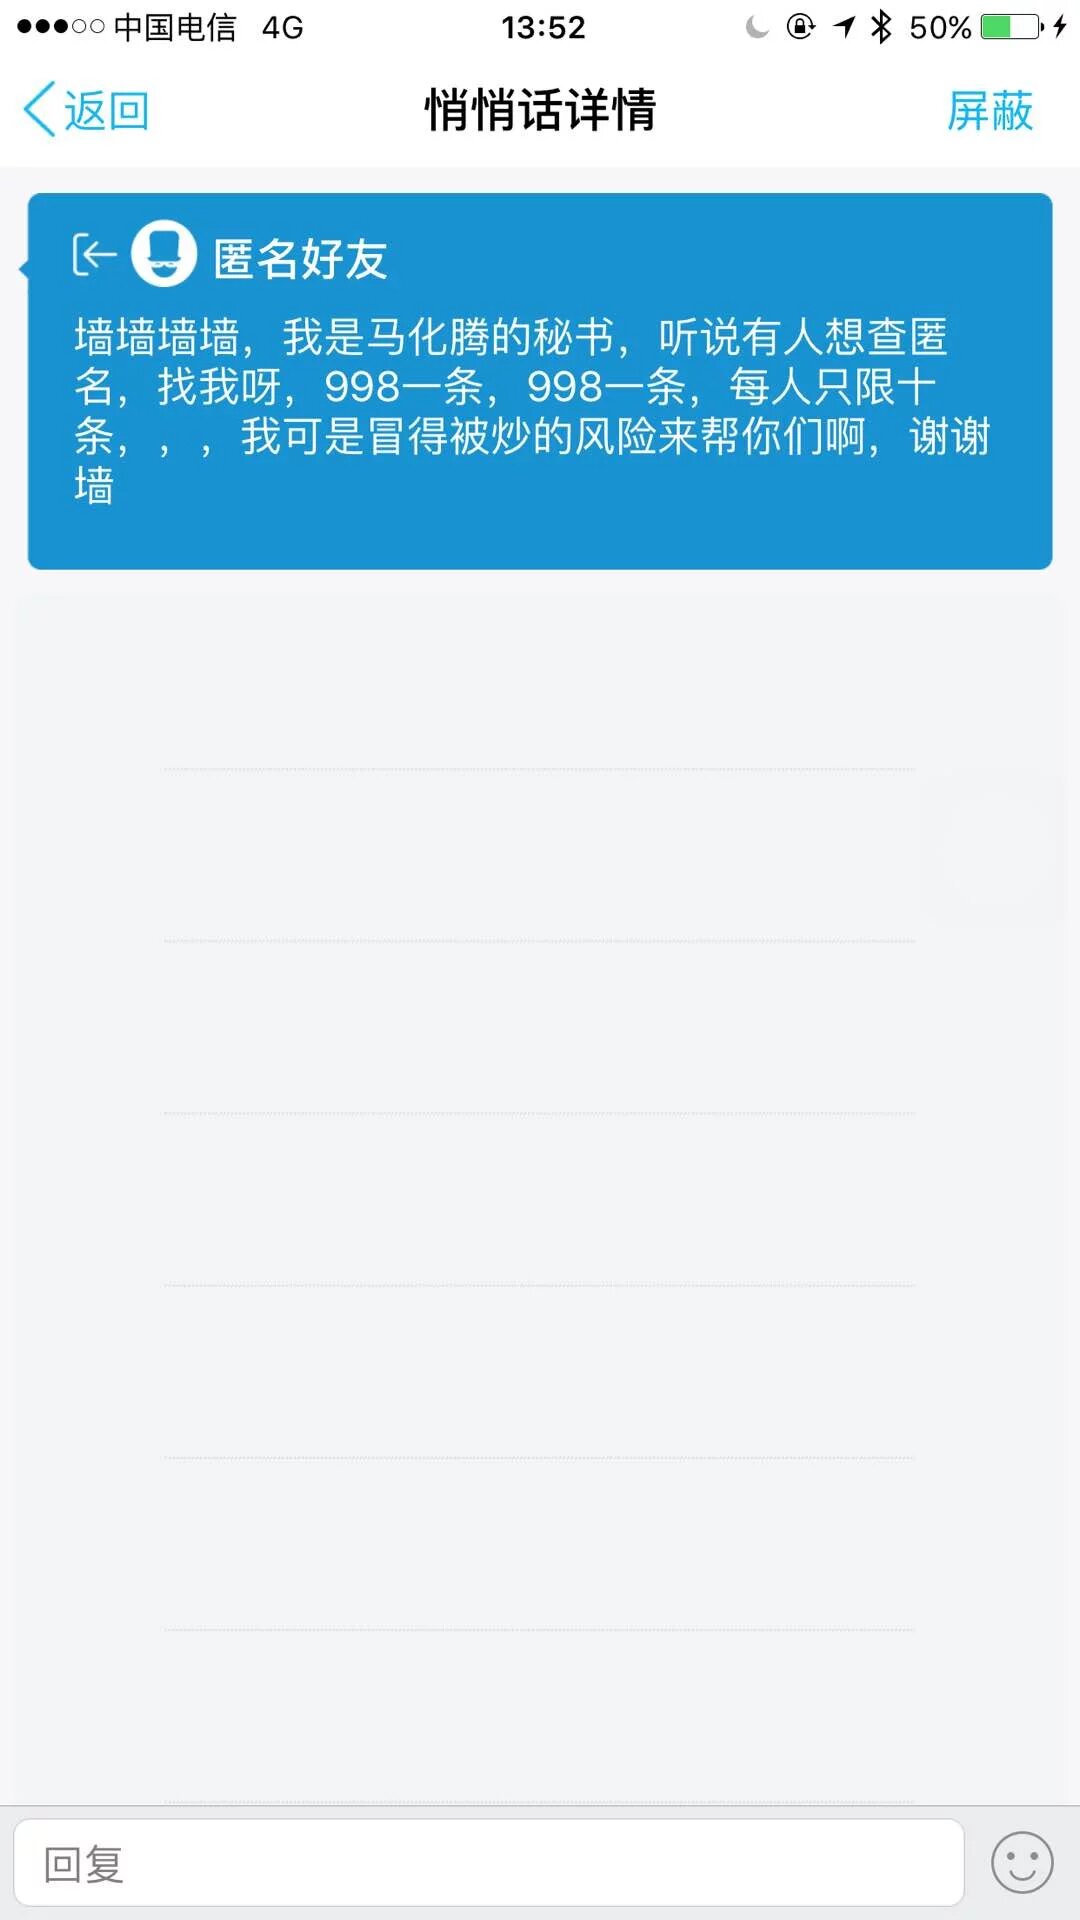 中国电信 4G 13:52 50%
返回 悄悄话详情 屏蔽
匿名好友
墙墙墙墙，我是马化腾的秘书，听说有人想查匿
名，找我呀，998一条，998一条，每人只限十
条，，，我可是冒得被炒的风险来帮你们啊，谢谢
墙
回复